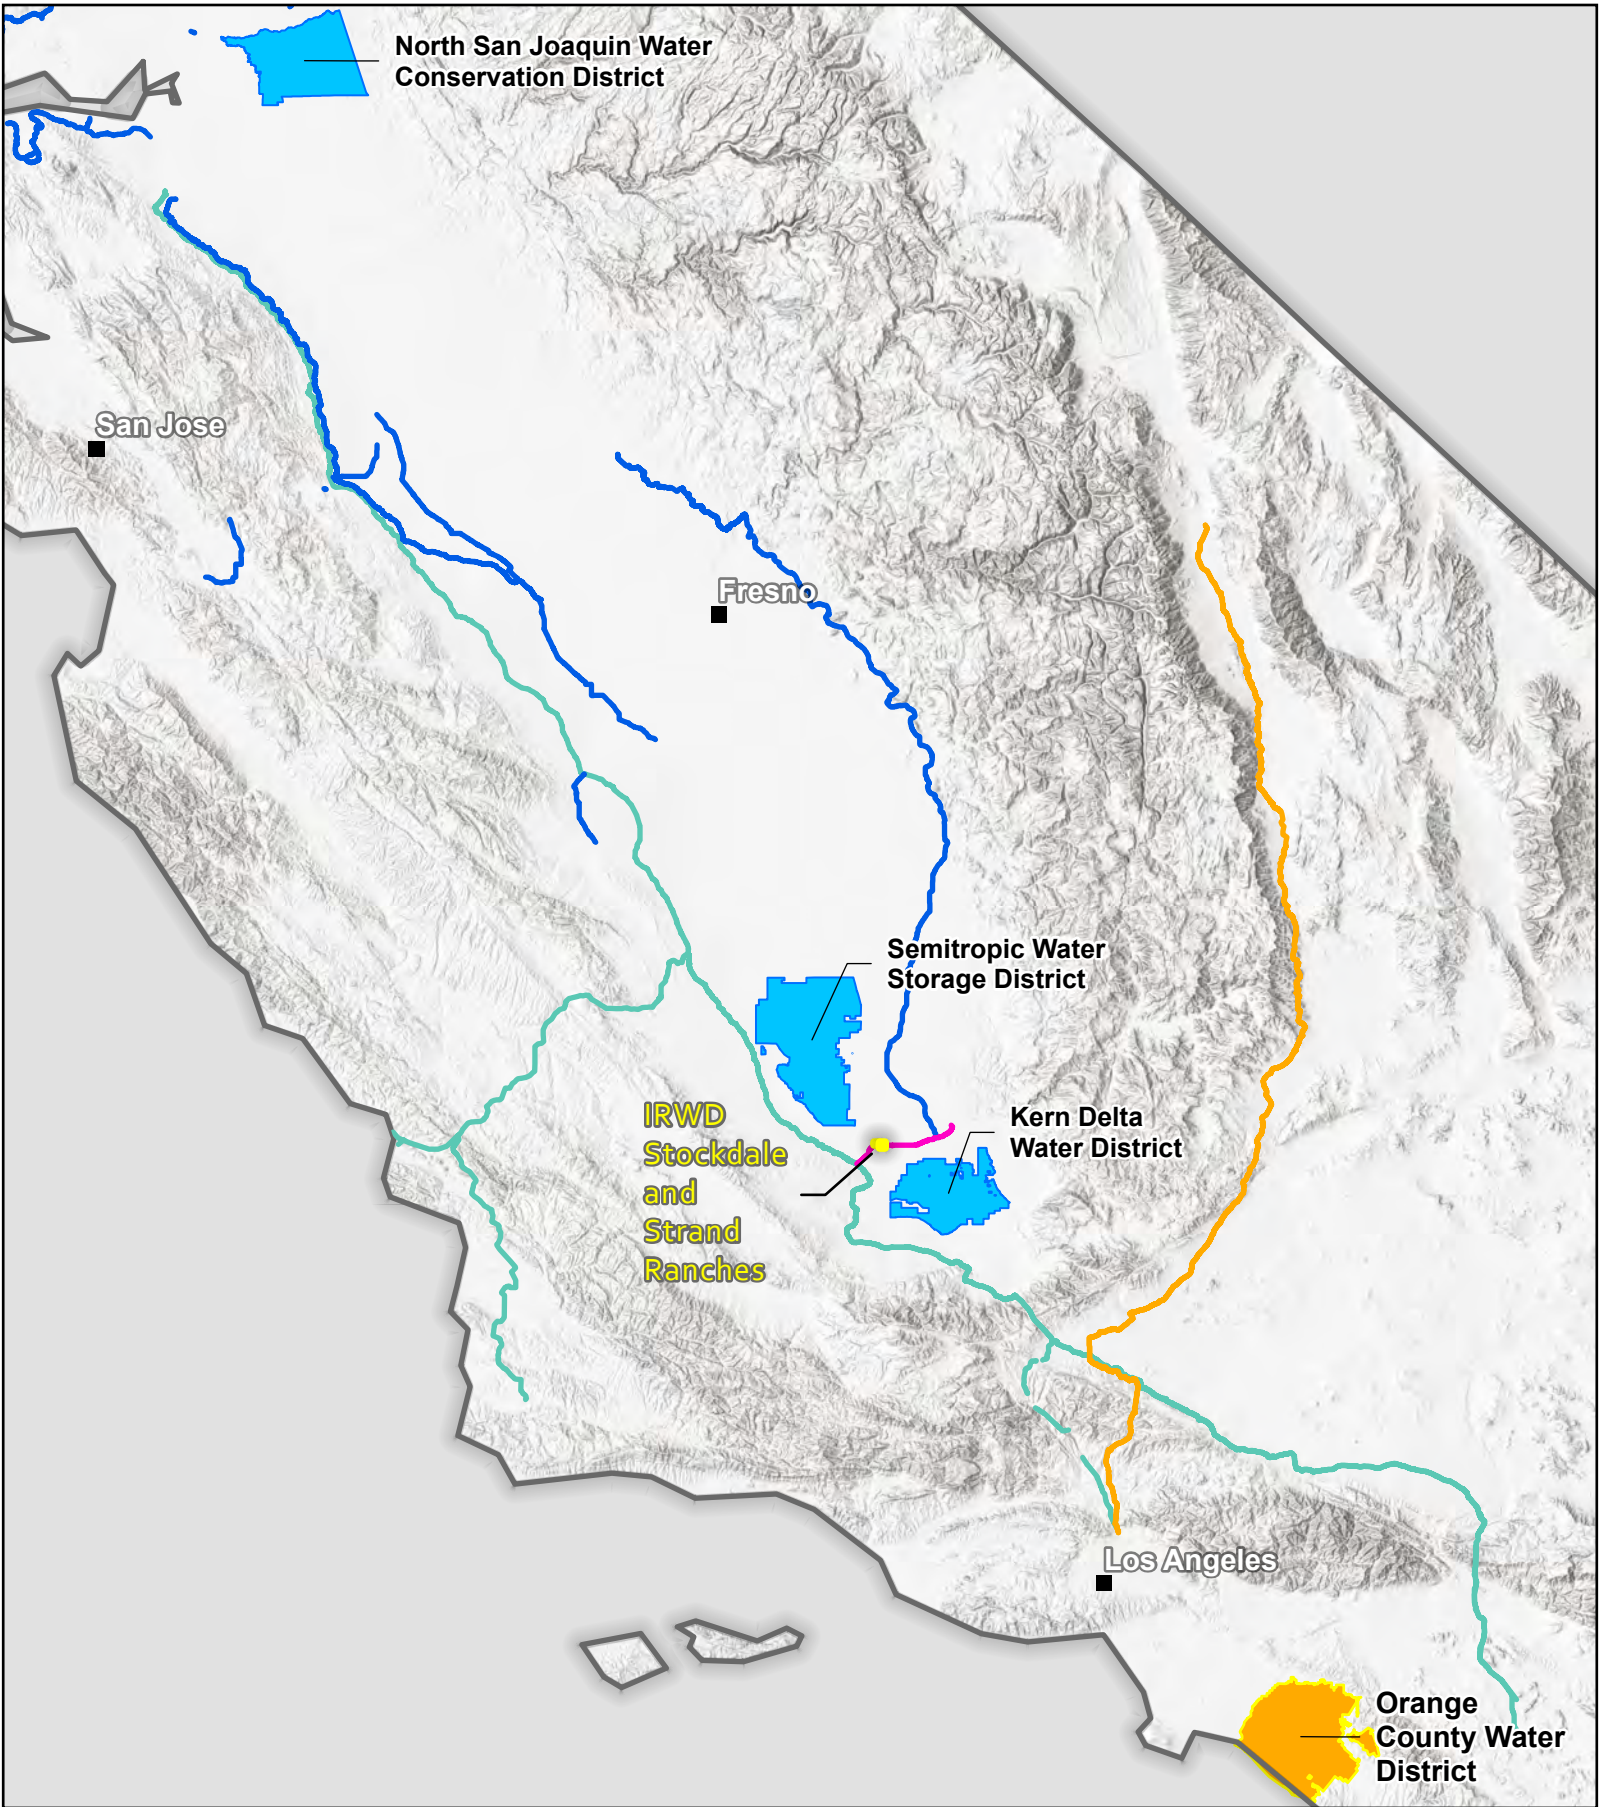 North San Joaquin Water
Conservation District
San Jose
Fresno
Semitropic Water
Storage District
IRWD
Stockdale
and
Strand
Ranches
Kern Delta
Water District
Los Angeles
Orange
County Water
District